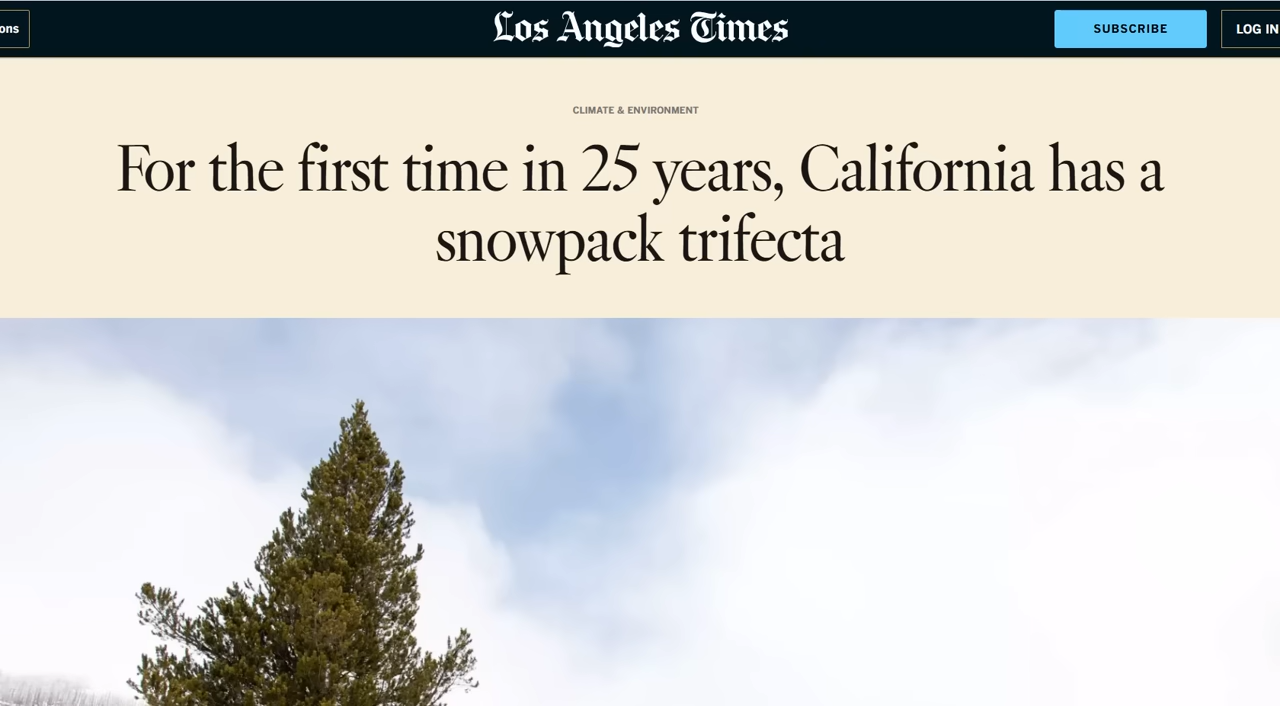 ons
Los Angeles Times
SUBSCRIBE
LOG IN
CLIMATE & ENVIRONMENT
For the first time in 25 years, California has a
snowpack trifecta